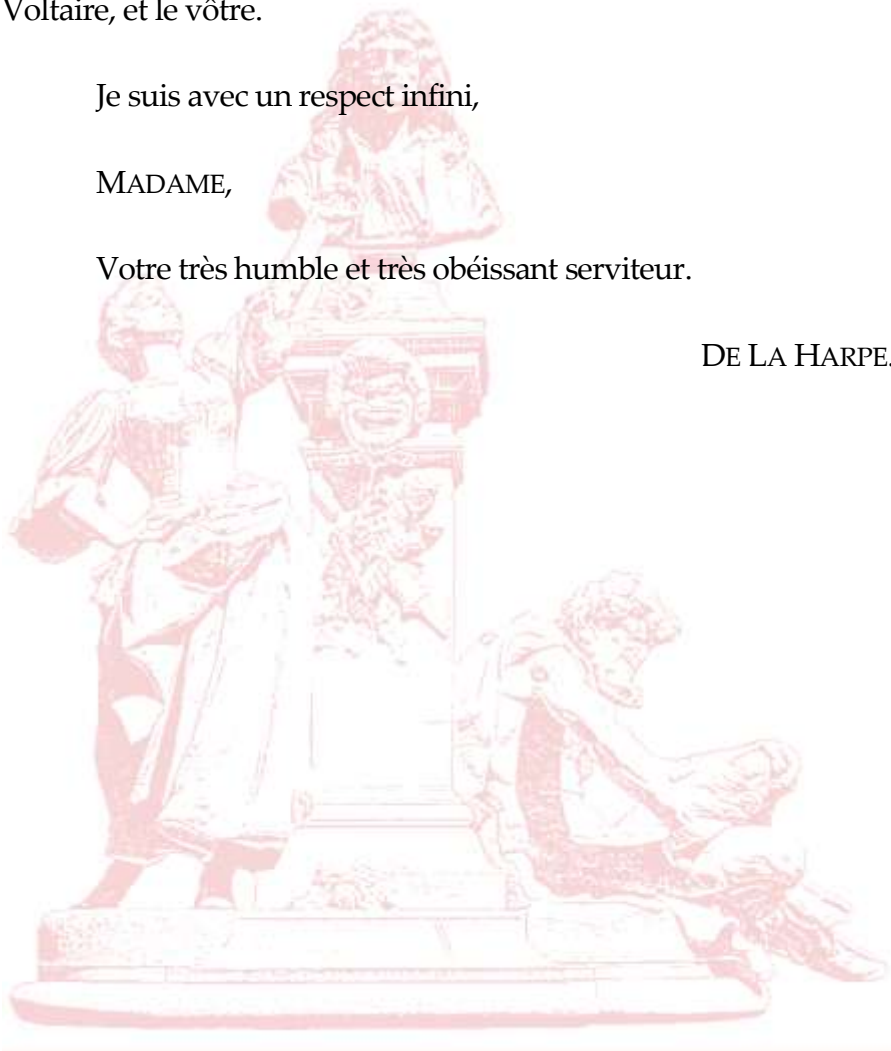 Voltaire, et le vôtre.
Je suis avec un respect infini,
MADAME,
Votre très humble et très obéissant serviteur.
DE LA HARPE.